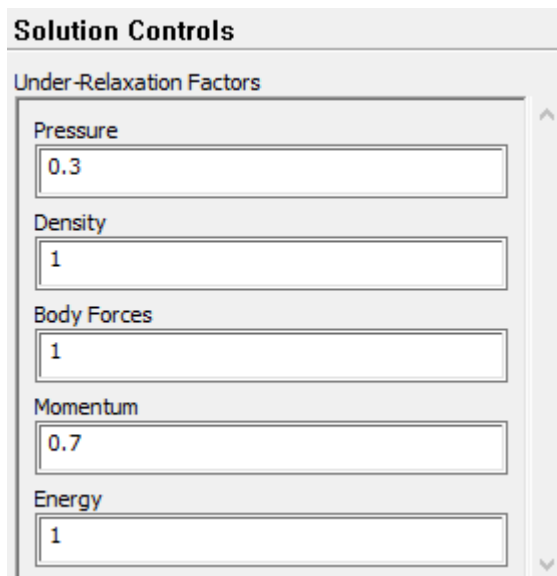 Solution Controls
Under-Relaxation Factors
Pressure
0.3
Density
1
Body Forces
1
Momentum
0.7
Energy
1